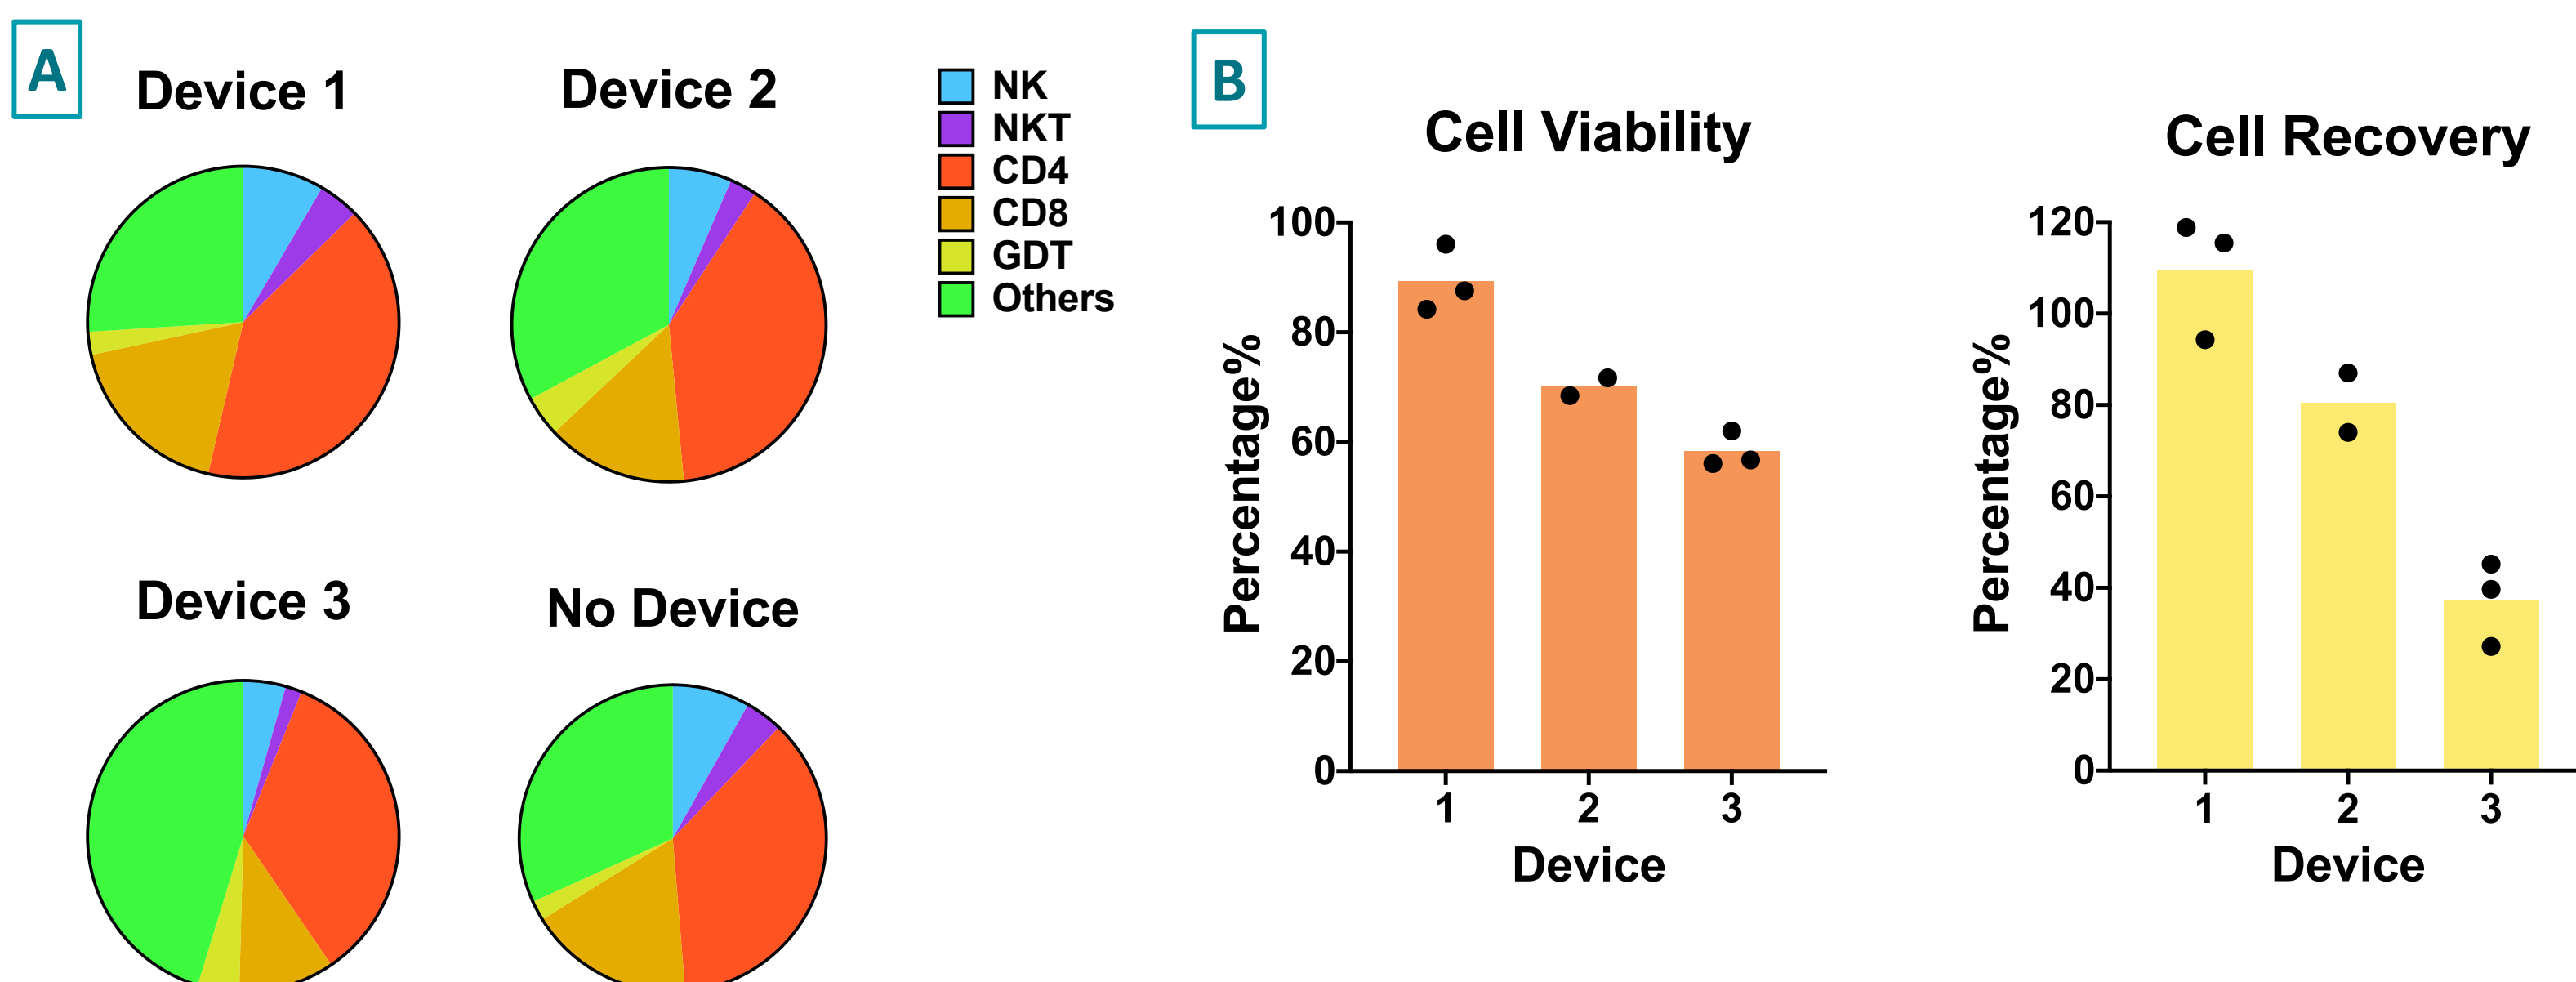 A
Device 1
Device 2
NK
NKT
CD4
CD8
GDT
Others
Device 3
No Device
B
Cell Viability
Percentage%
100
80
60
40
20
0
1 2 3
Device
Cell Recovery
Percentage%
120
100
80
60
40
20
0
1 2 3
Device